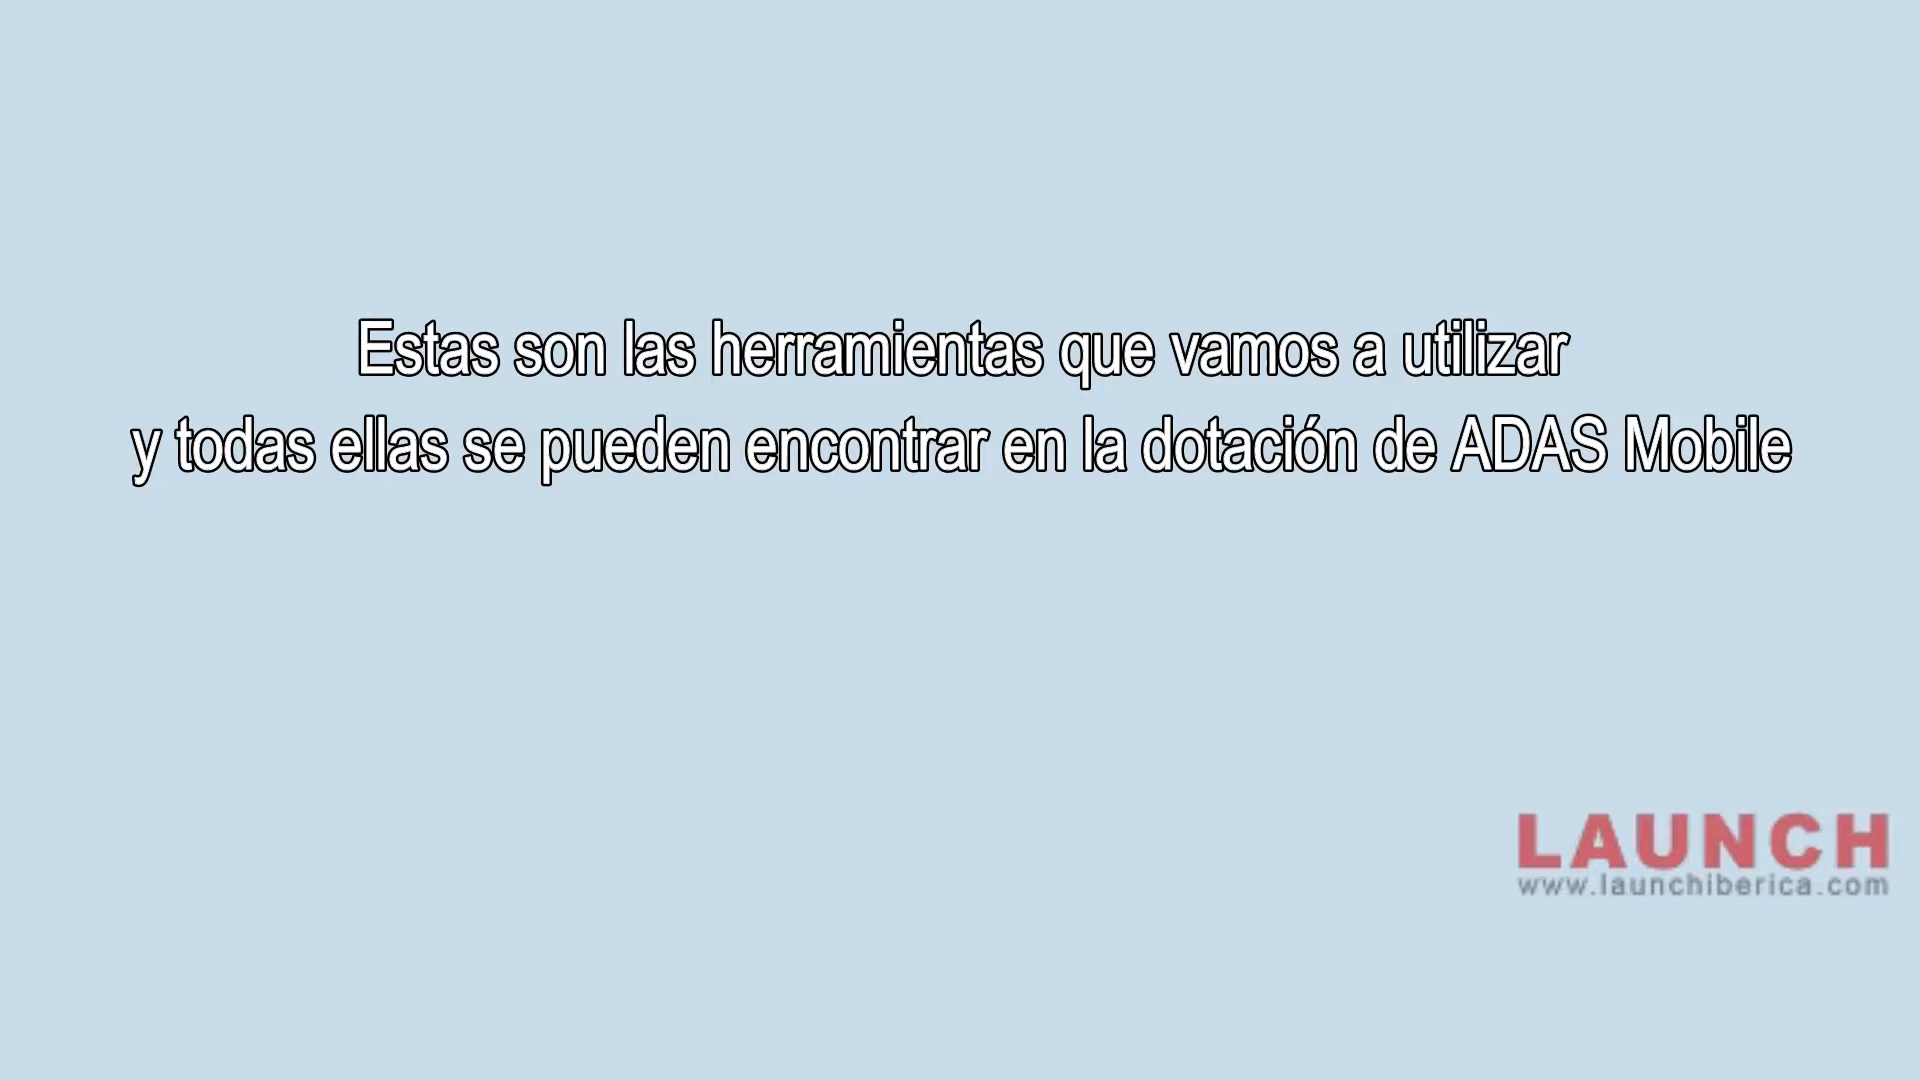 Estas son las herramientas que vamos a utilizar
y todas ellas se pueden encontrar en la dotación de ADAS Mobile
LAUNCH
www.launchiberica.com